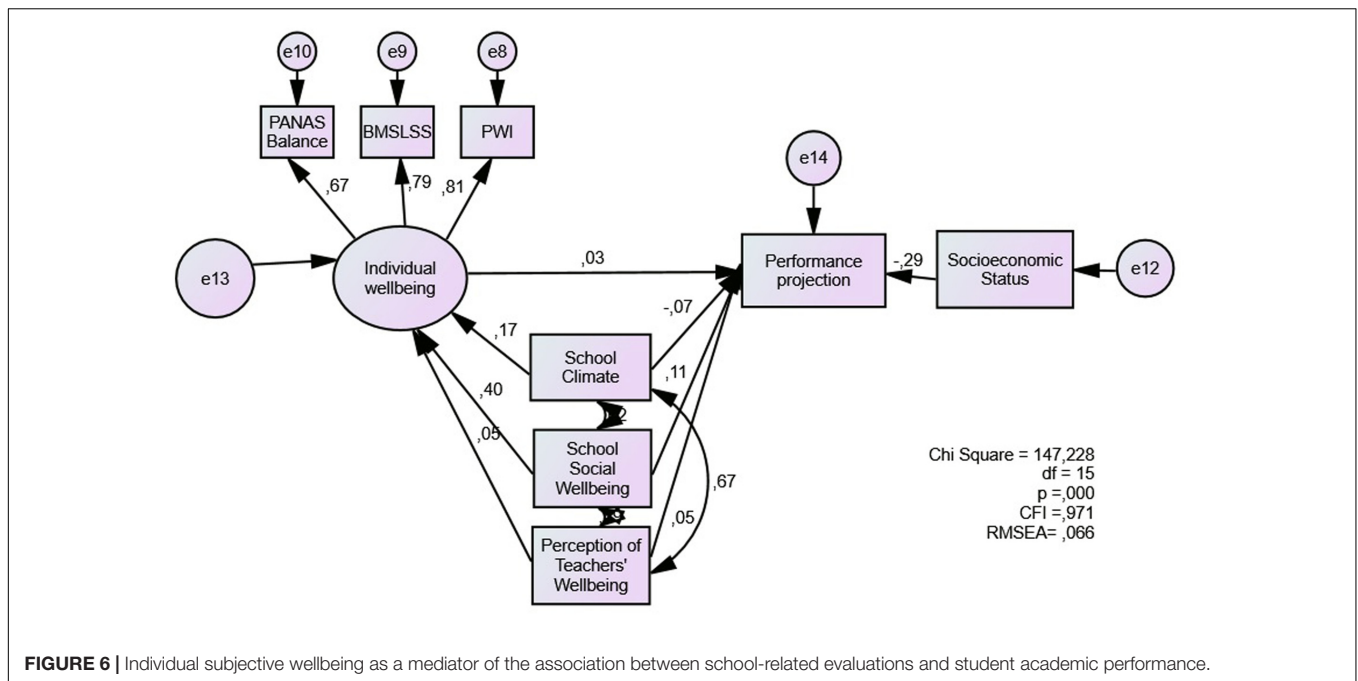 e10
e9
e8
PANAS
Balance
BMSLSS
PWI
e14
,67
,79
,81
e13
Individual
wellbeing
,03
Performance
projection
-,29
Socioeconomic
Status
e12
-,07
,17
School
Climate
,11
,40
,05
School
Social
Wellbeing
,67
,05
Perception of
Teachers'
Wellbeing
Chi Square = 147,228
df = 15
p =,000
CFI =,971
RMSEA= ,066
FIGURE 6 | Individual subjective wellbeing as a mediator of the association between school-related evaluations and student academic performance.